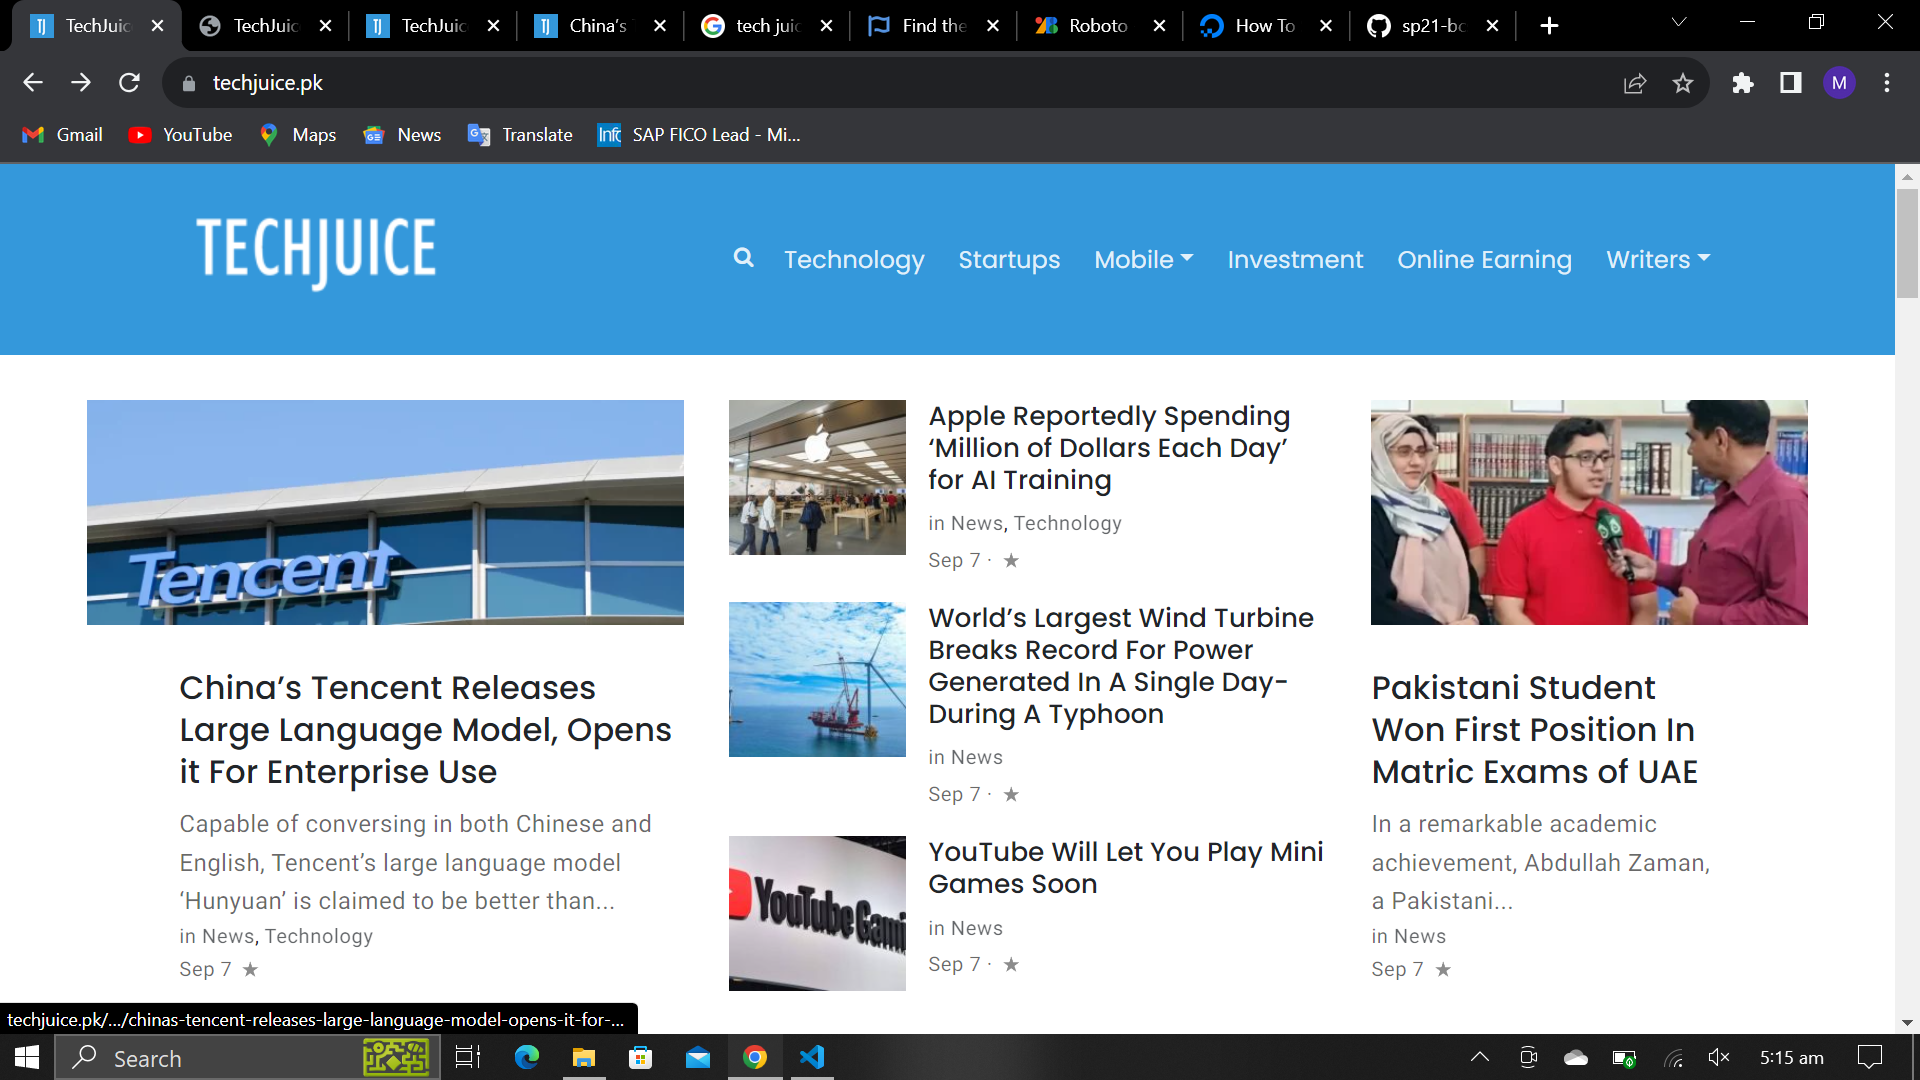 TechJuic
TechJuic
TechJuic
China's
tech juic
Find the
Roboto
How To
sp21-bc
techjuice.pk
M
Gmail
YouTube
Maps
News
Translate
Info
SAP FICO Lead - Mi...
TECHJUICE
Technology
Startups
Mobile
Investment
Online Earning
Writers
Tencent
China’s Tencent Releases
Large Language Model, Opens
it For Enterprise Use
Capable of conversing in both Chinese and
English, Tencent’s large language model
‘Hunyuan’ is claimed to be better than...
in News, Technology
Sep 7 ★
Apple Reportedly Spending
‘Million of Dollars Each Day’
for AI Training
in News, Technology
Sep 7 · ★
World’s Largest Wind Turbine
Breaks Record For Power
Generated In A Single Day-
During A Typhoon
in News
Sep 7 · ★
YouTube Gami
YouTube Will Let You Play Mini
Games Soon
in News
Sep 7 · ★
Pakistani Student
Won First Position In
Matric Exams of UAE
In a remarkable academic
achievement, Abdullah Zaman,
a Pakistani...
in News
Sep 7 ★
techjuice.pk/.../chinas-tencent-releases-large-language-model-opens-it-for-...
Search
5:15 am